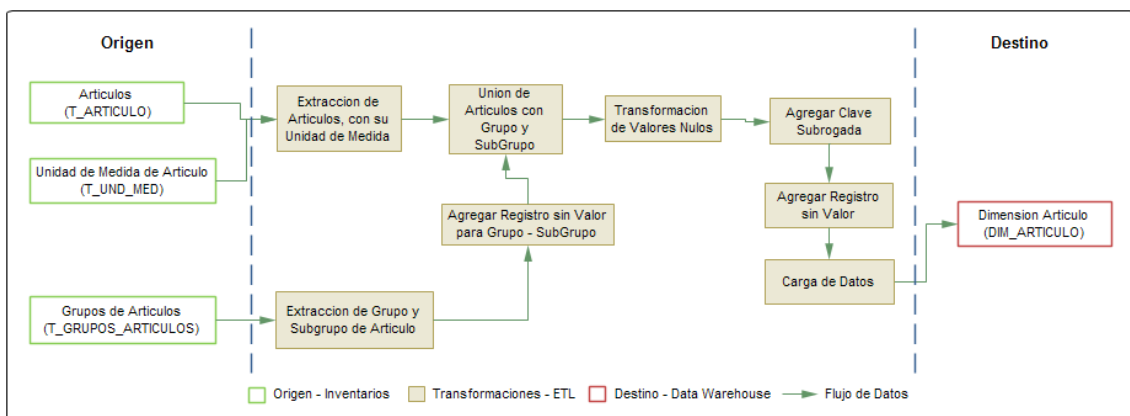 Origen
Destino
Articulos
(T_ARTICULO)
Unidad de Medida de Articulo
(T_UND_MED)
Grupos de Articulos
(T_GRUPOS_ARTICULOS)
Extraccion de
Articulos, con su
Unidad de Medida
Union de
Articulos con
Grupo y
SubGrupo
Transformacion
de Valores Nulos
Agregar Clave
Subrogada
Agregar Registro sin Valor
para Grupo - SubGrupo
Agregar Registro
sin Valor
Extraccion de Grupo y
Subgrupo de Articulo
Carga de Datos
Dimension Articulo
(DIM_ARTICULO)
Origen - Inventarios
Transformaciones - ETL
Destino - Data Warehouse
Flujo de Datos